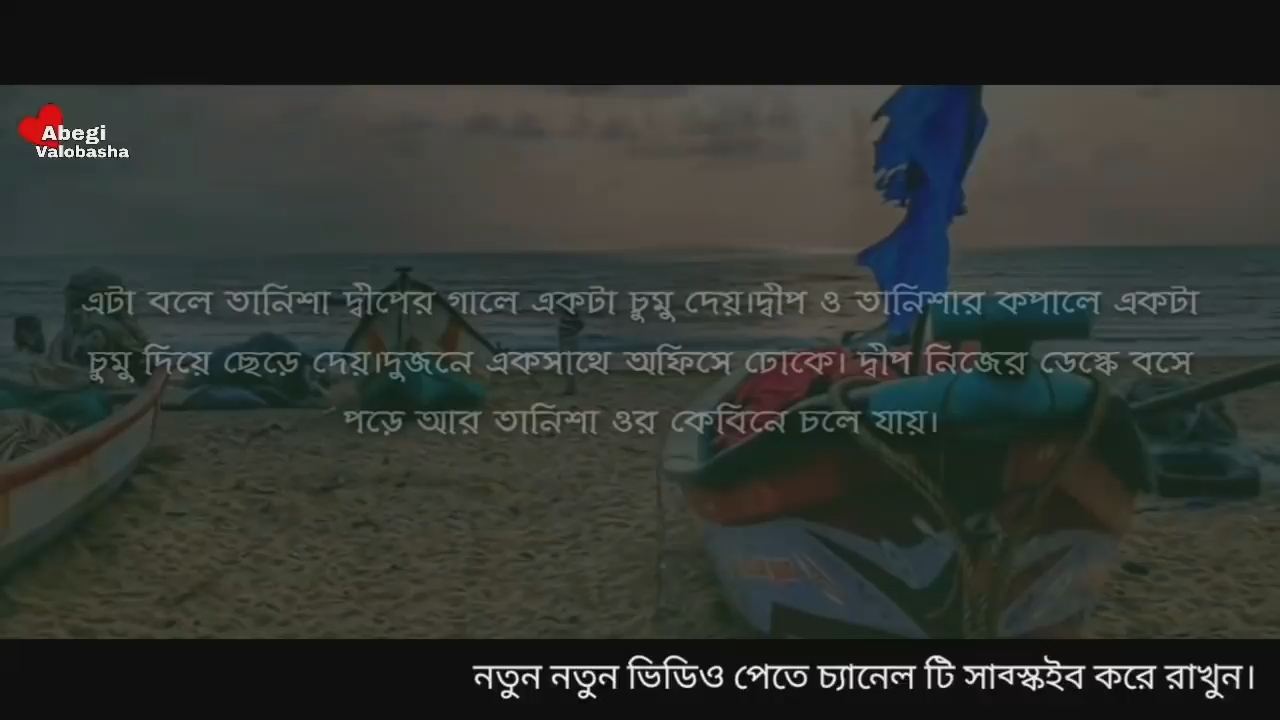 Abegi
Valobasha
এটা বলে তানিশা দ্বীপের গালে একটা চুমু দেয়।দ্বীপ ও তানিশার কপালে একটা
চুমু দিয়ে ছেড়ে দেয়।দুজনে একসাথে অফিসে ঢোকে। দ্বীপ নিজের ডেস্কে বসে
পড়ে আর তানিশা ওর কেবিনে চলে যায়।
নতুন নতুন ভিডিও পেতে চ্যানেল টি সাবস্কইব করে রাখুন।